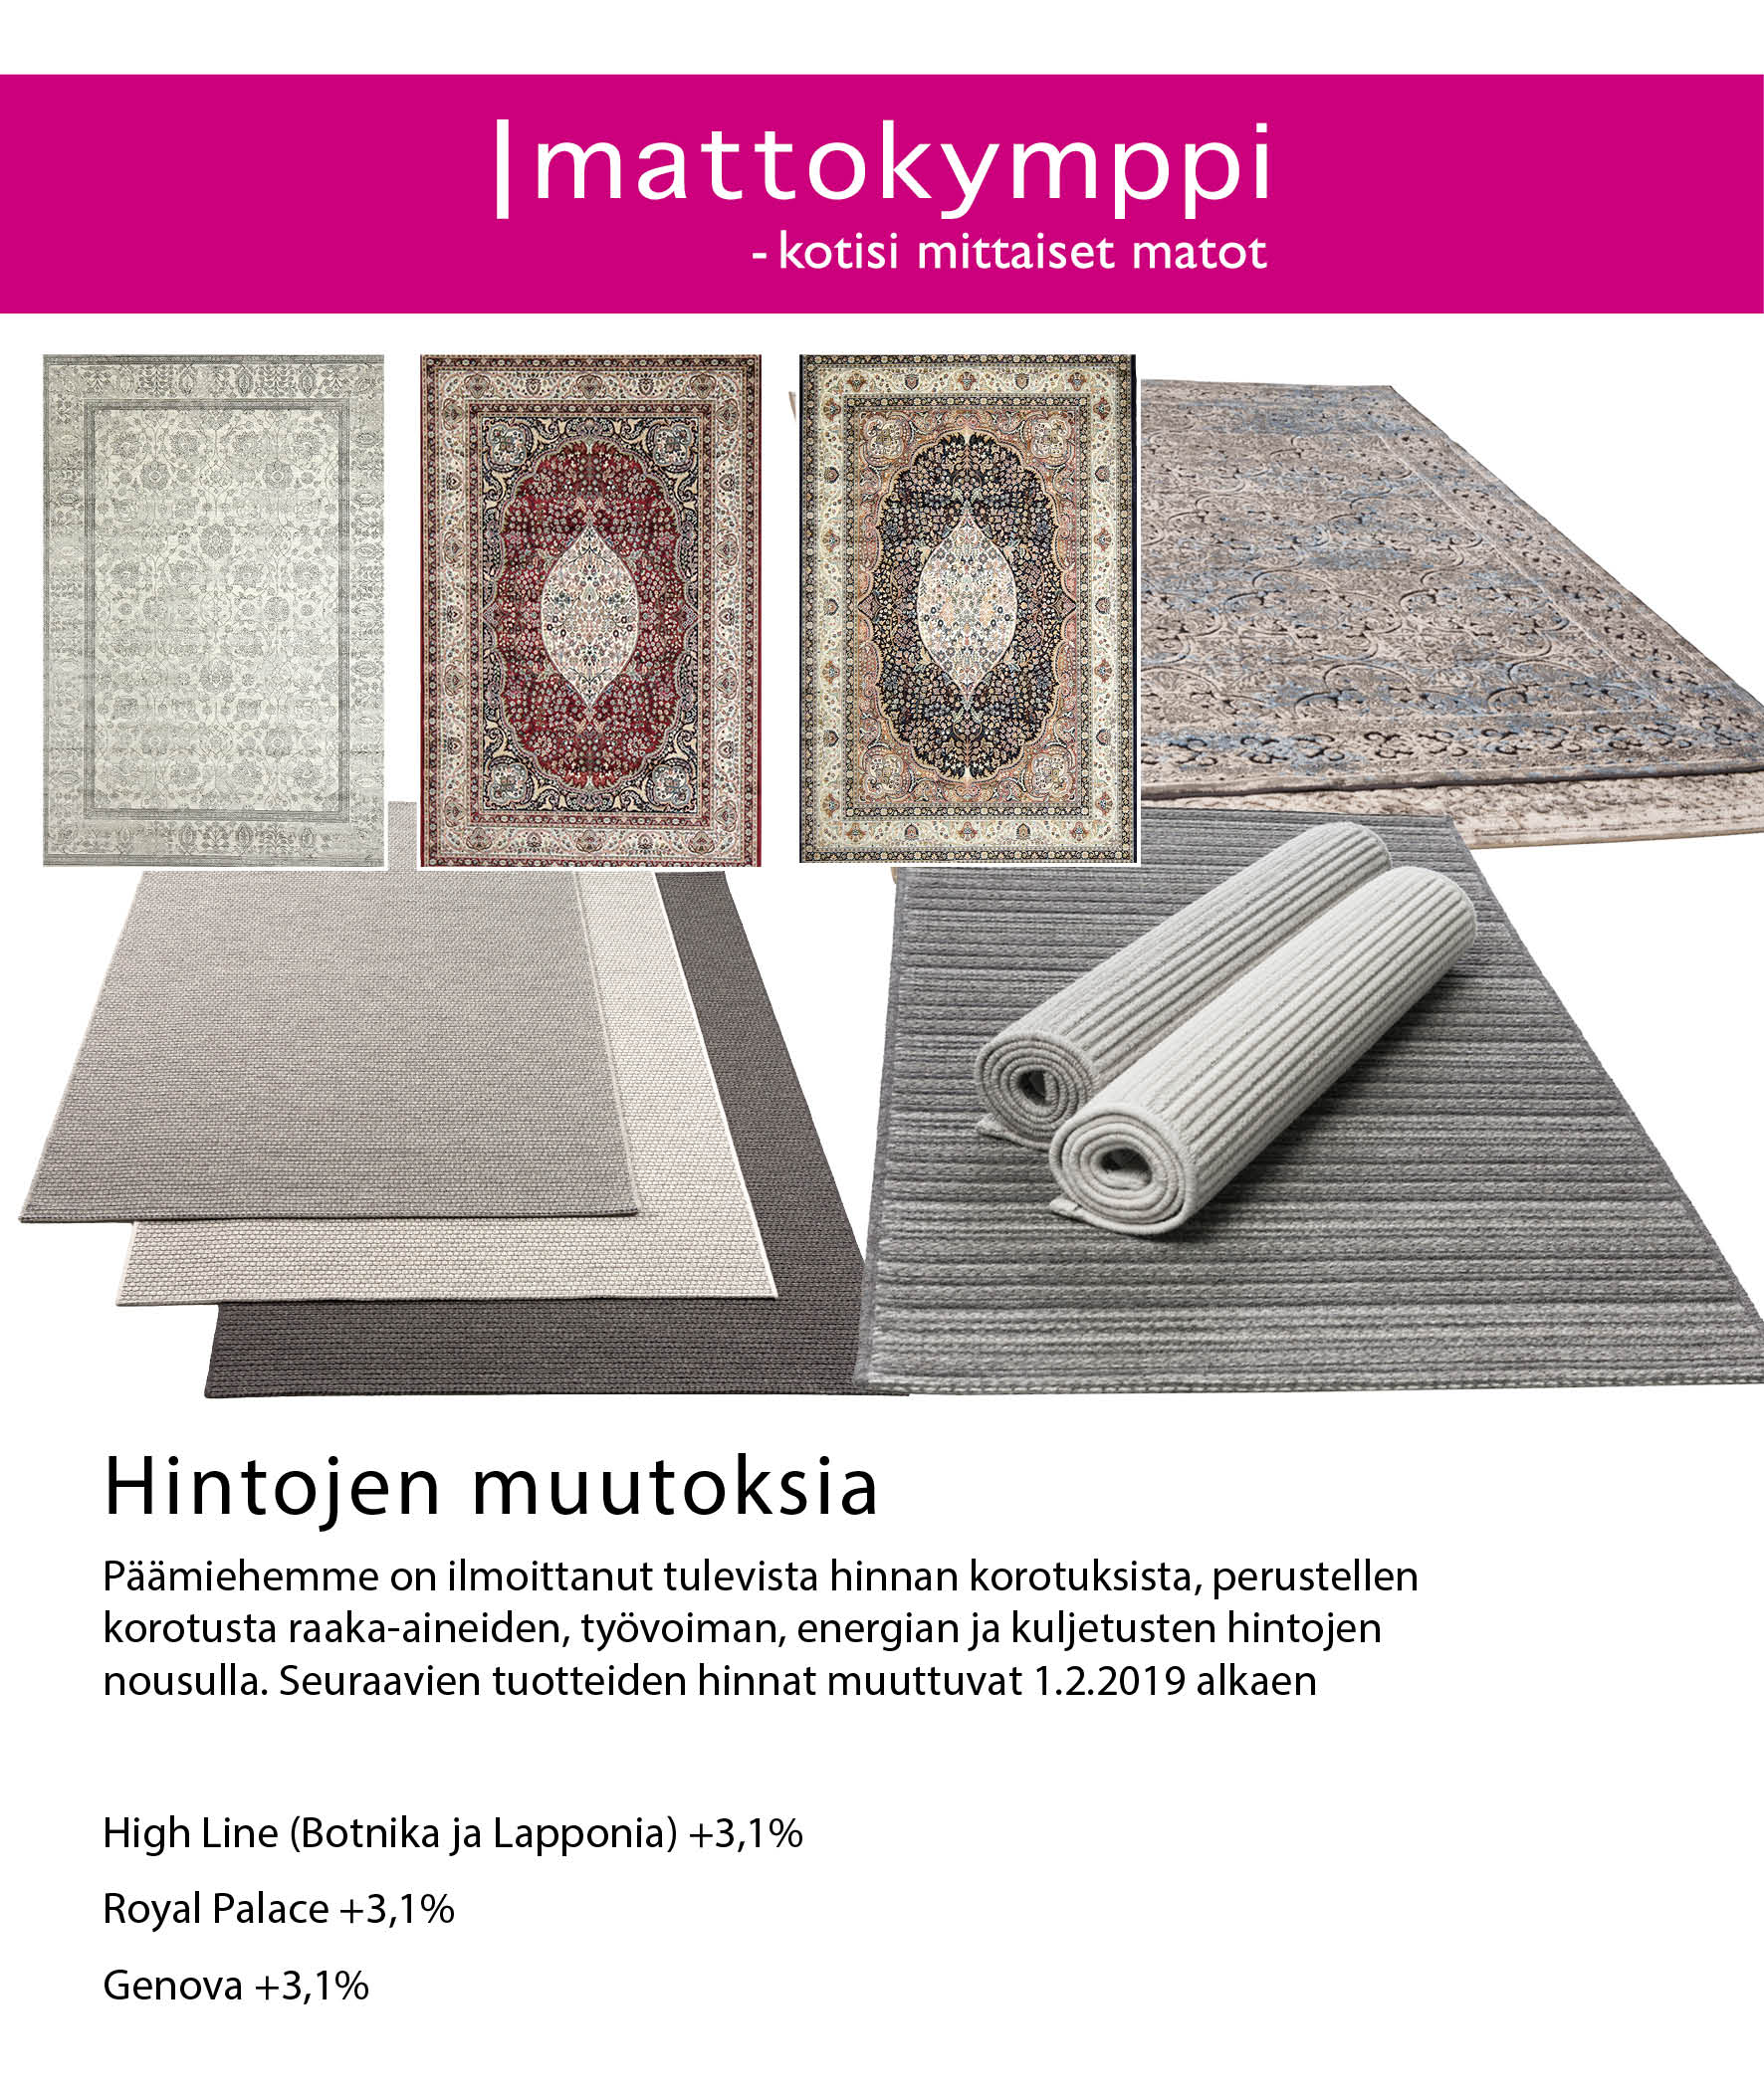 mattokymppi
- kotisi mittaiset matot
Hintojen muutoksia
Päämiehemme on ilmoittanut tulevista hinnan korotuksista, perustellen
korotusta raaka-aineiden, työvoiman, energian ja kuljetusten hintojen
nousulla. Seuraavien tuotteiden hinnat muuttuvat 1.2.2019 alkaen
High Line (Botnika ja Lapponia) +3,1%
Royal Palace +3,1%
Genova +3,1%